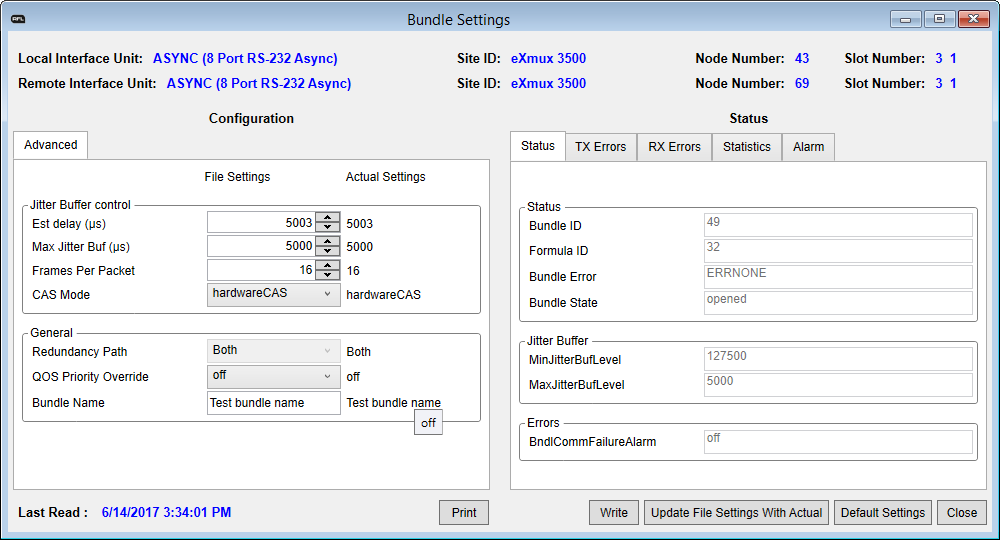 RFL Bundle Settings
Local Interface Unit: ASYNC (8 Port RS-232 Async) Site ID: eXmux 3500 Node Number: 43 Slot Number: 3 1
Remote Interface Unit: ASYNC (8 Port RS-232 Async) Site ID: eXmux 3500 Node Number: 69 Slot Number: 3 1
Configuration
Advanced
File Settings Actual Settings
Jitter Buffer control
Est delay (µs) 5003 5003
Max Jitter Buf (µs) 5000 5000
Frames Per Packet 16 16
CAS Mode hardwareCAS hardwareCAS
General
Redundancy Path Both Both
QOS Priority Override off off
Bundle Name Test bundle name Test bundle name
off
Status
Status TX Errors RX Errors Statistics Alarm
Status
Bundle ID 49
Formula ID 32
Bundle Error ERRNONE
Bundle State opened
Jitter Buffer
MinJitterBufLevel 127500
MaxJitterBufLevel 5000
Errors
BndlCommFailureAlarm off
Last Read : 6/14/2017 3:34:01 PM Print Write Update File Settings With Actual Default Settings Close